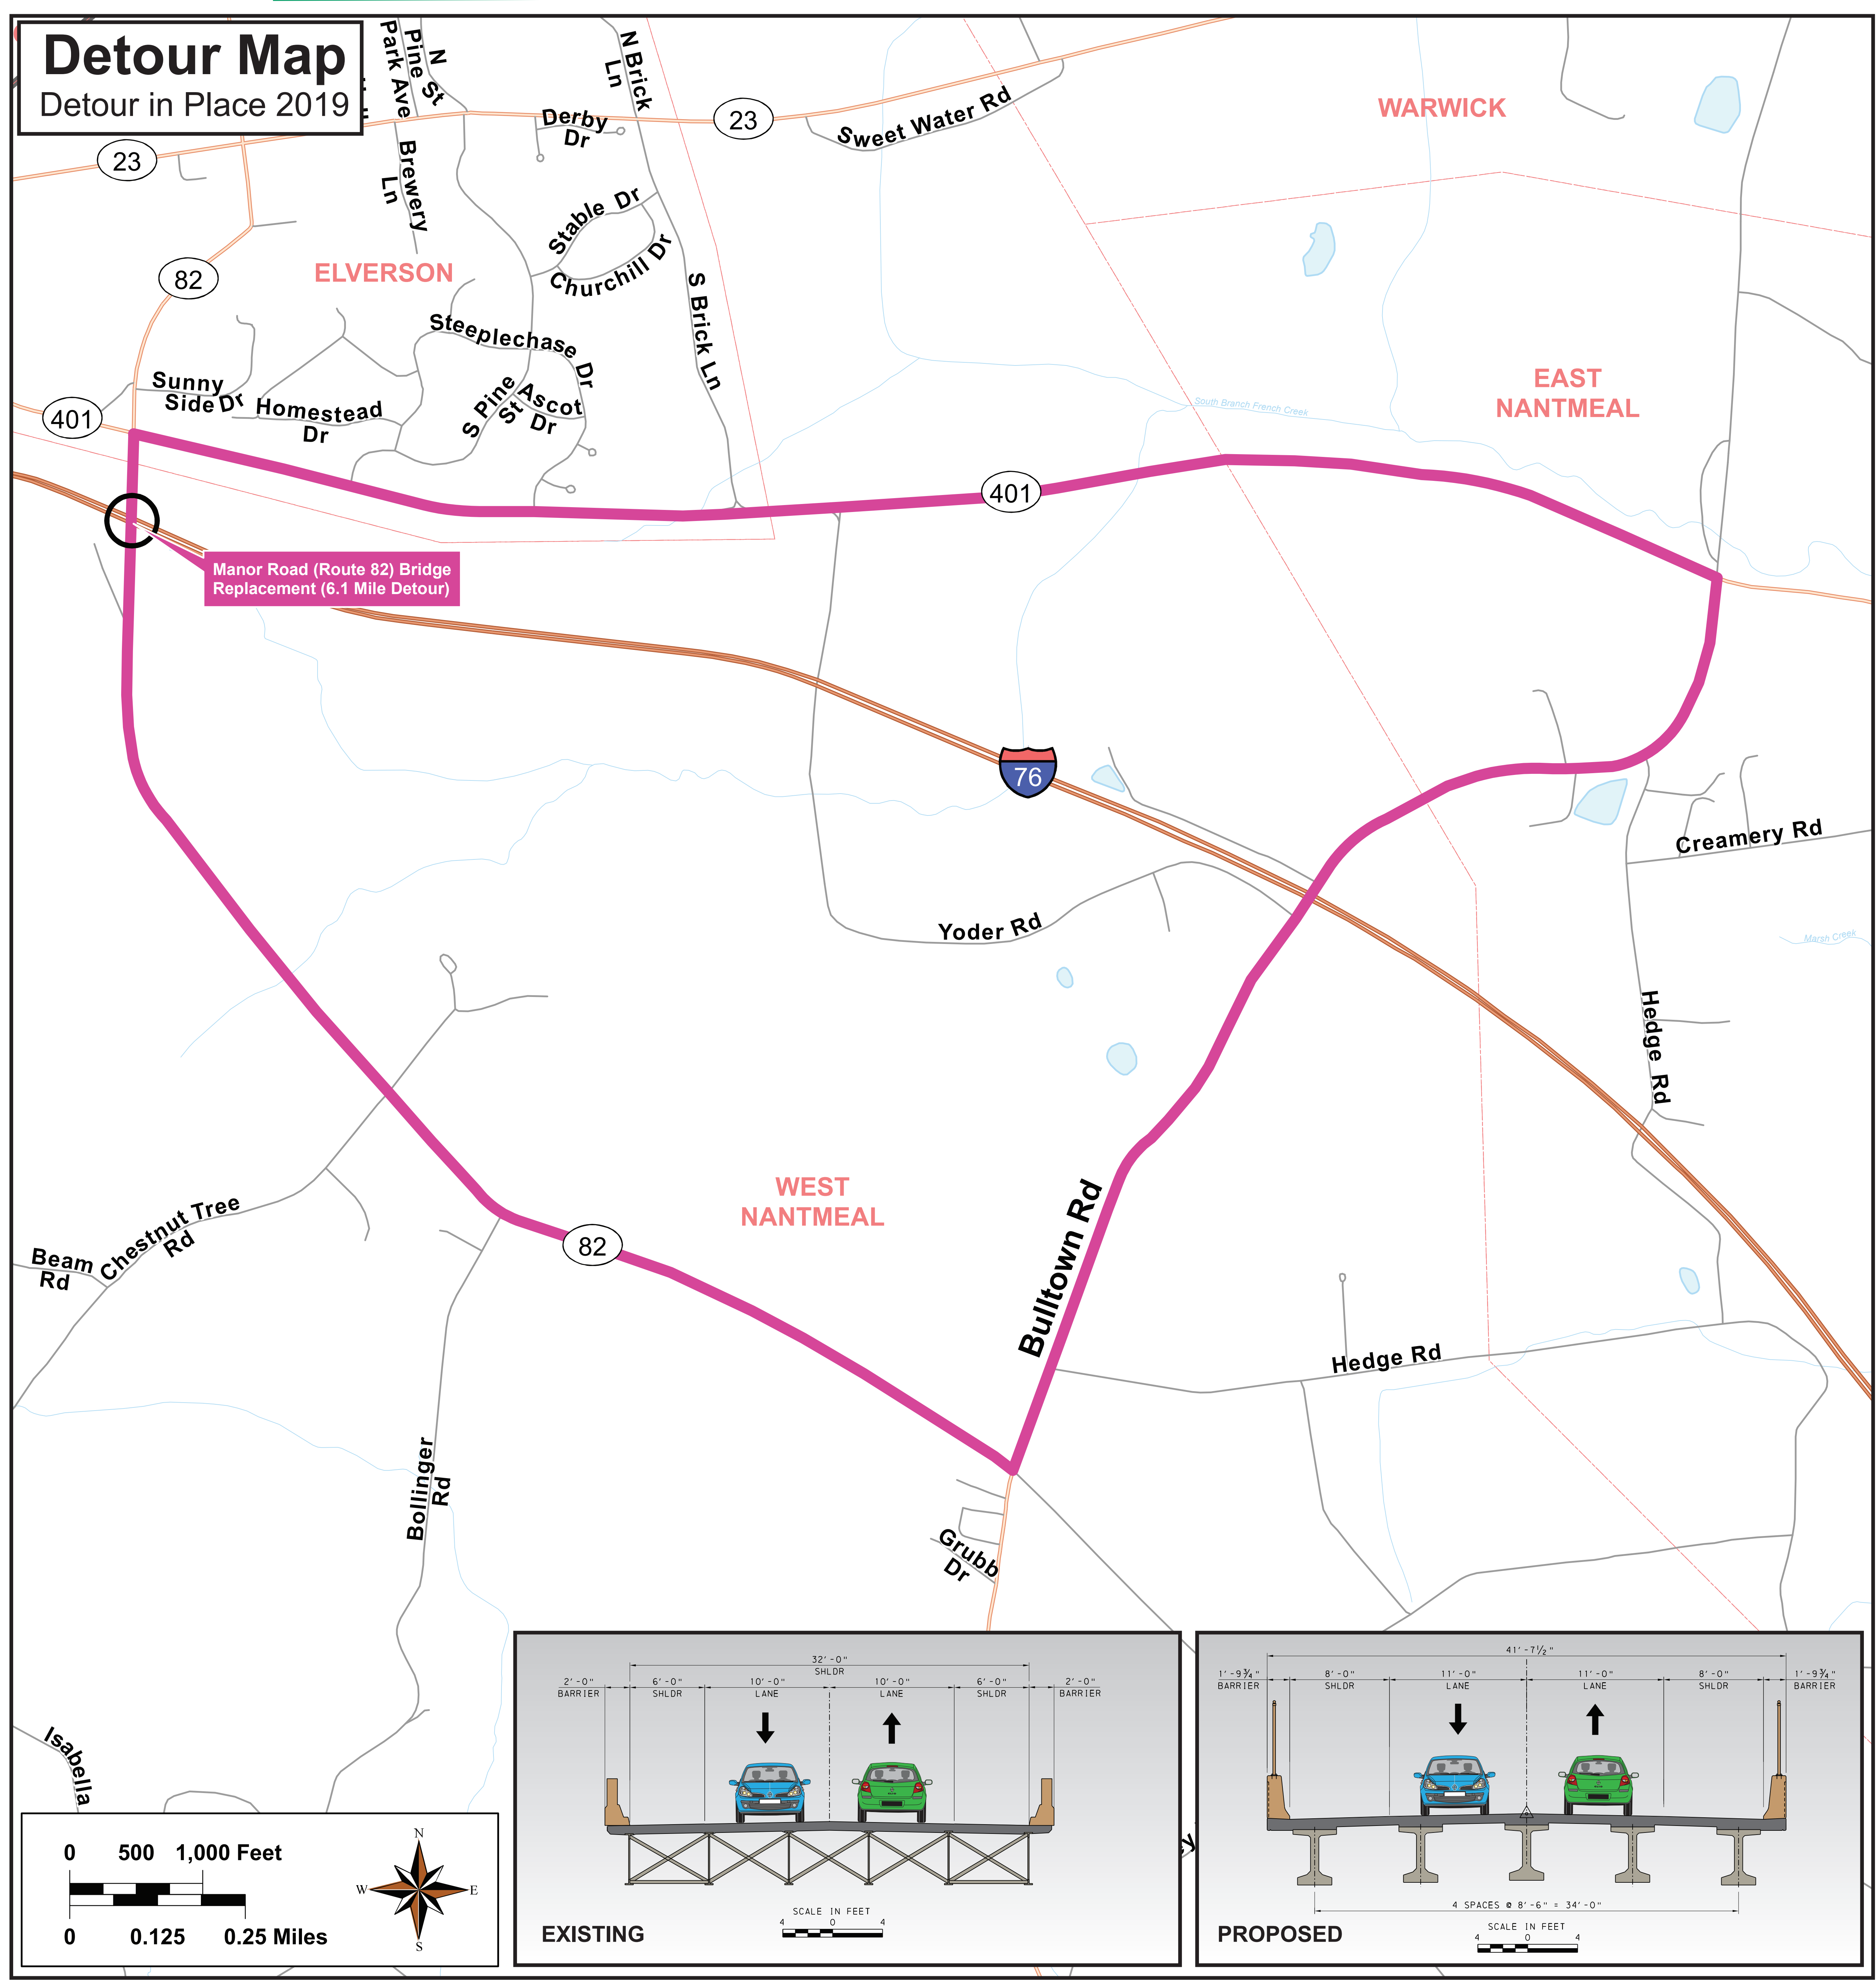 Detour Map
Detour in Place 2019
N
Pine St
Park Ave
N Brick
Ln
Derby
Dr
23
Sweet Water Rd
WARWICK
23
Brewery
Ln
Stable Dr
Churchill Dr
82
ELVERSON
S Brick Ln
Steeplechase Dr
EAST
NANTMEAL
Sunny
Side Dr
Homestead
Dr
S Pine
St
Ascot
Dr
South Branch French Creek
401
401
Manor Road (Route 82) Bridge
Replacement (6.1 Mile Detour)
76
Creamery Rd
Yoder Rd
Marsh Creek
Hedge Rd
WEST
NANTMEAL
Bulltown Rd
Chestnut Tree
Rd
Beam
Rd
82
Hedge Rd
Bollinger
Rd
Grubb
Dr
Isabella
0 500 1,000 Feet
0 0.125 0.25 Miles
N
W
E
S
32'-0"
SHLDR
2'-0" 6'-0" 10'-0" 10'-0" 6'-0" 2'-0"
BARRIER SHLDR LANE LANE SHLDR BARRIER
SCALE IN FEET
4 0 4
EXISTING
41'-7½"
1'-9¾" 8'-0" 11'-0" 11'-0" 8'-0" 1'-9¾"
BARRIER SHLDR LANE LANE SHLDR BARRIER
4 SPACES @ 8'-6" = 34'-0"
SCALE IN FEET
4 0 4
PROPOSED